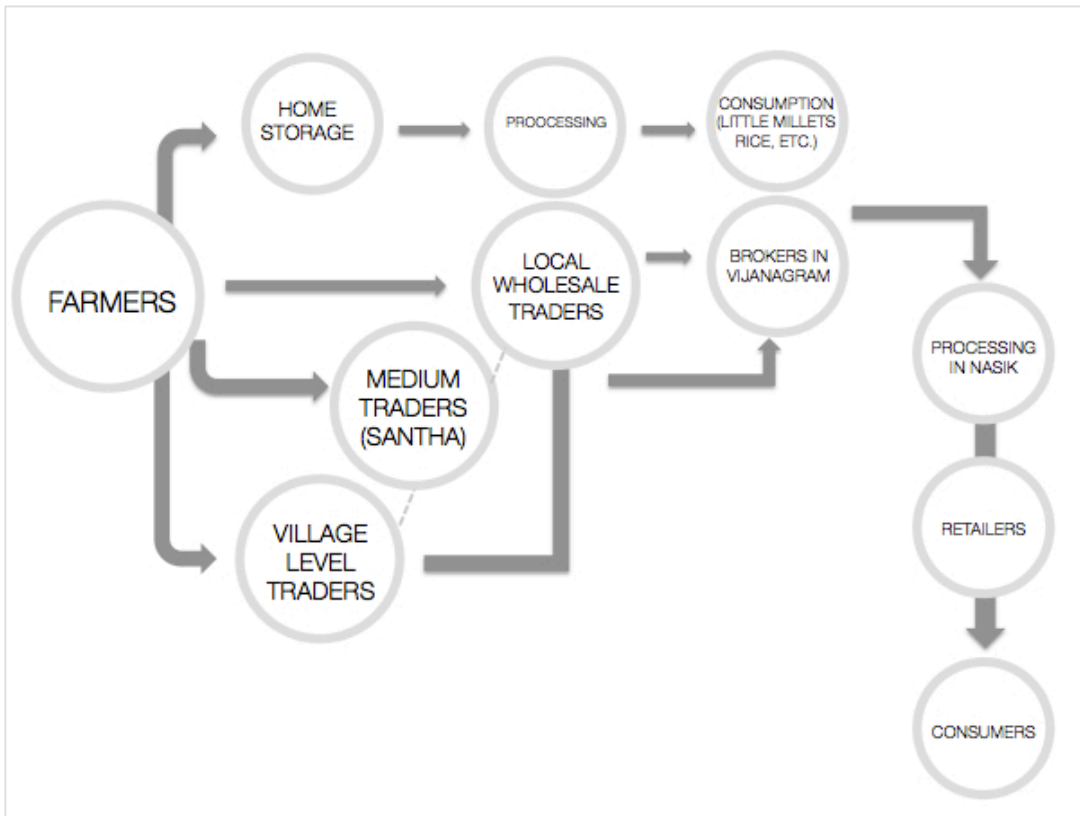 HOME
STORAGE
PROOCESSING
CONSUMPTION
(LITTLE MILLETS
RICE, ETC.)
FARMERS
LOCAL
WHOLESALE
TRADERS
BROKERS IN
VIJANAGRAM
MEDIUM
TRADERS
(SANTHA)
PROCESSING
IN NASIK
VILLAGE
LEVEL
TRADERS
RETAILERS
CONSUMERS